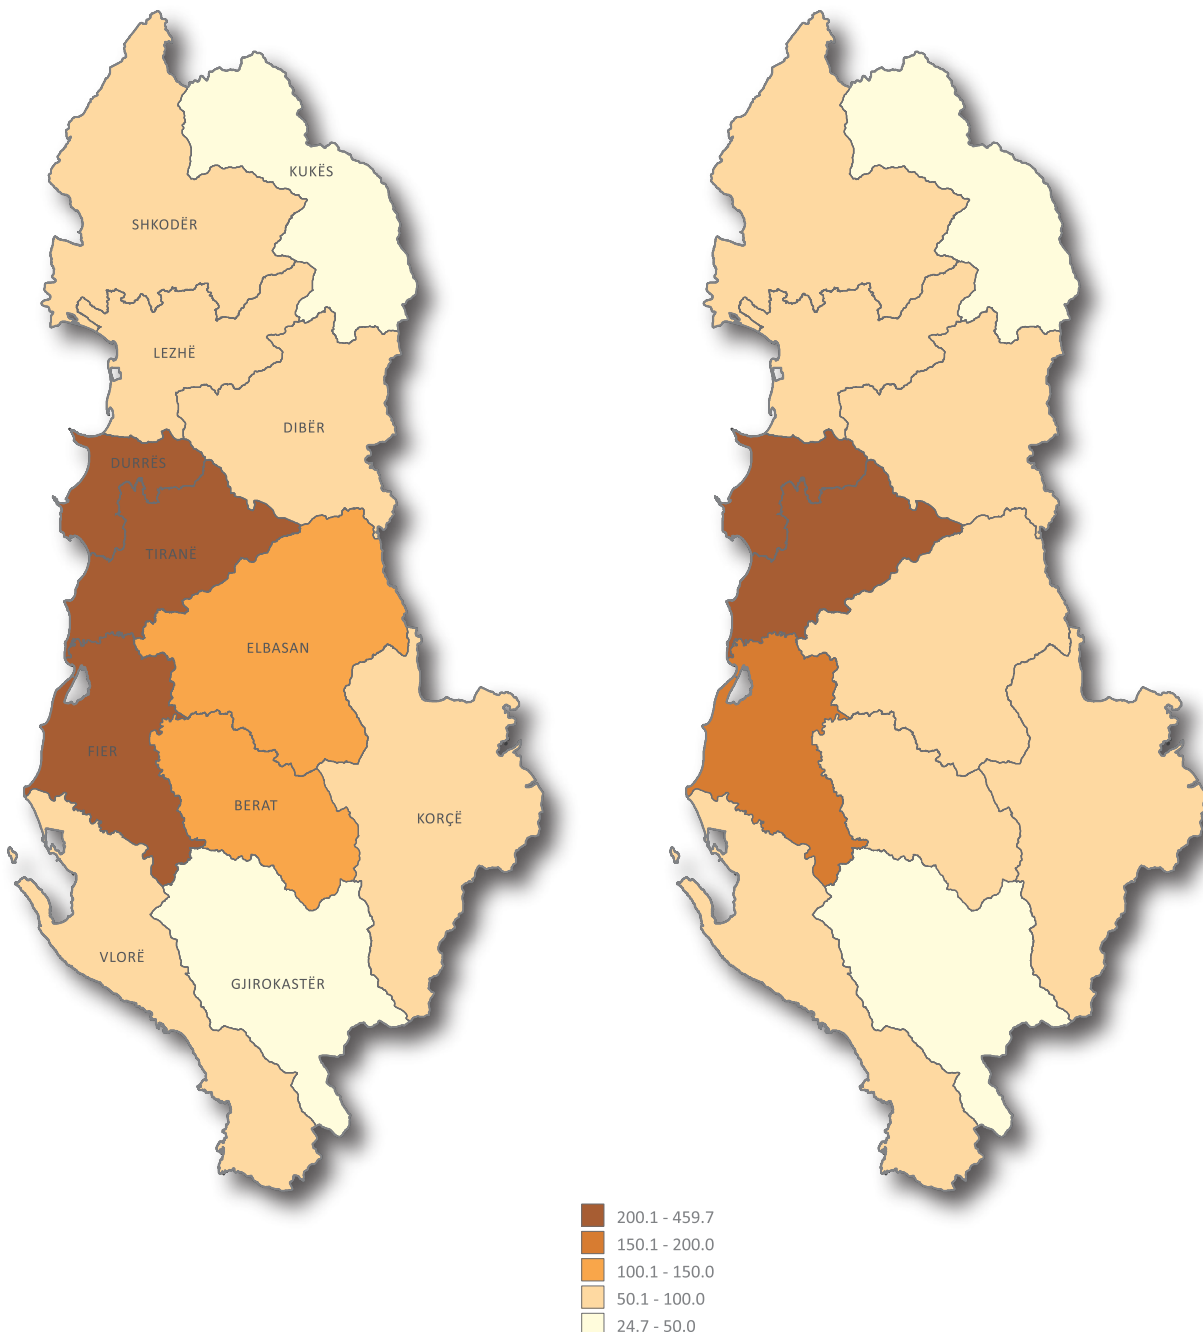 KUKËS
SHKODËR
LEZHË
DIBËR
DURRËS
TIRANË
ELBASAN
FIER
BERAT
KORÇË
VLORË
GJIROKASTËR
200.1 - 459.7
150.1 - 200.0
100.1 - 150.0
50.1 - 100.0
24.7 - 50.0